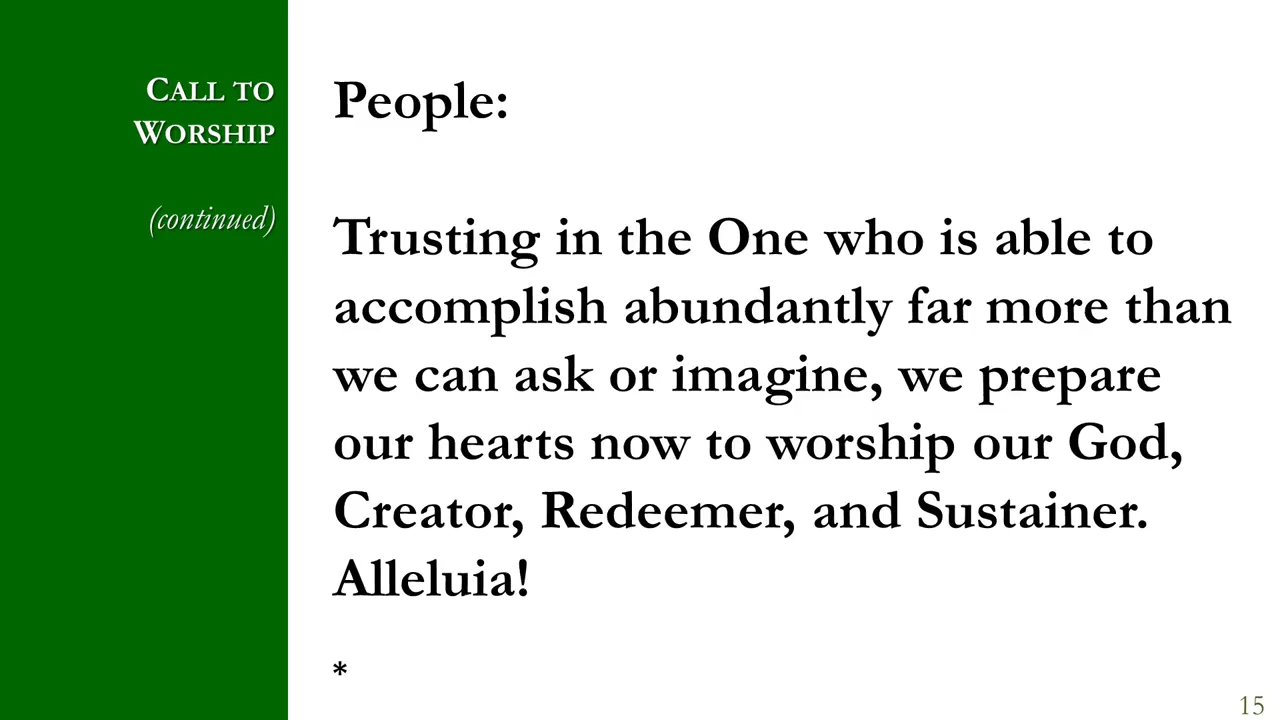 CALL TO
WORSHIP
(continued)
People:
Trusting in the One who is able to
accomplish abundantly far more than
we can ask or imagine, we prepare
our hearts now to worship our God,
Creator, Redeemer, and Sustainer.
Alleluia!
*
15